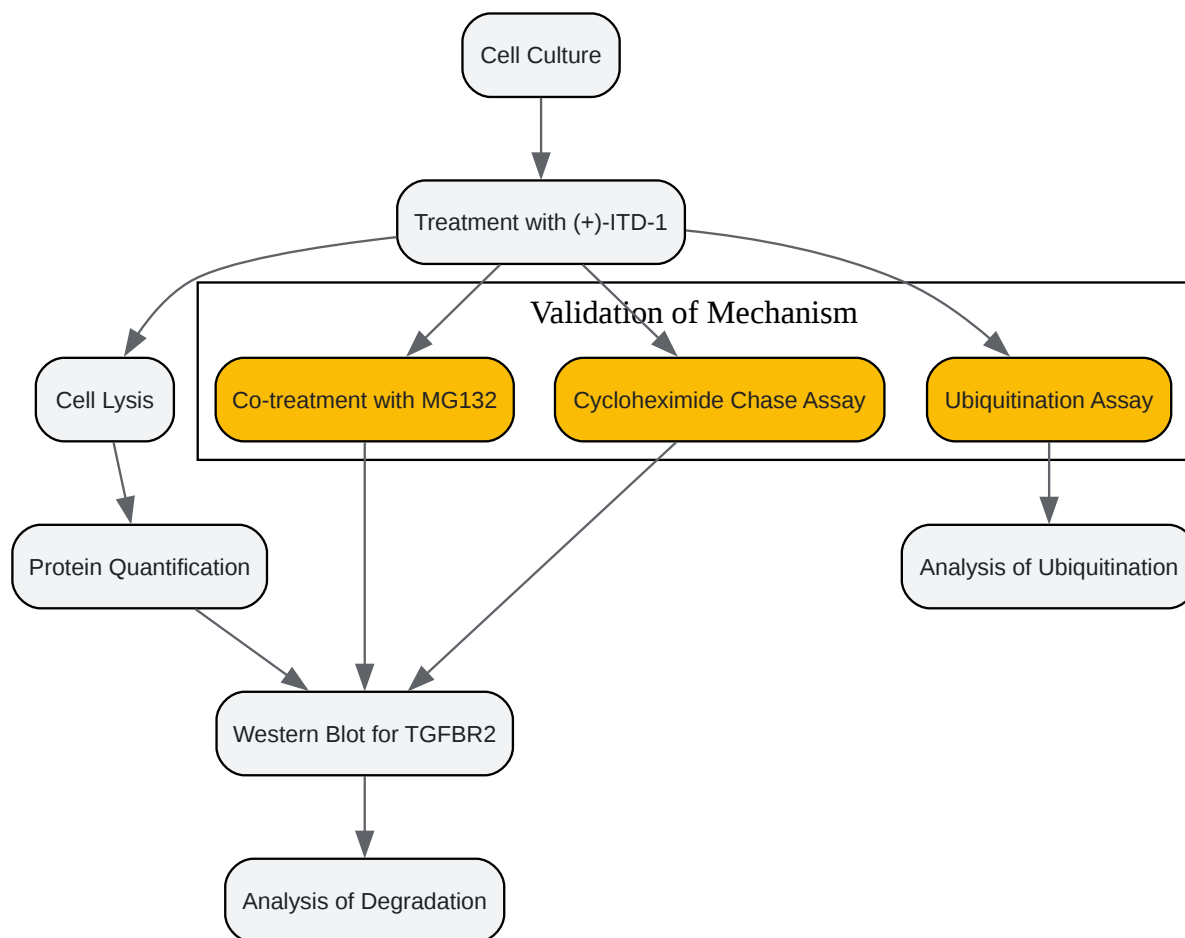 Cell Culture
Treatment with (+)-ITD-1
Validation of Mechanism
Cell Lysis
Co-treatment with MG132
Cycloheximide Chase Assay
Ubiquitination Assay
Protein Quantification
Analysis of Ubiquitination
Western Blot for TGFBR2
Analysis of Degradation